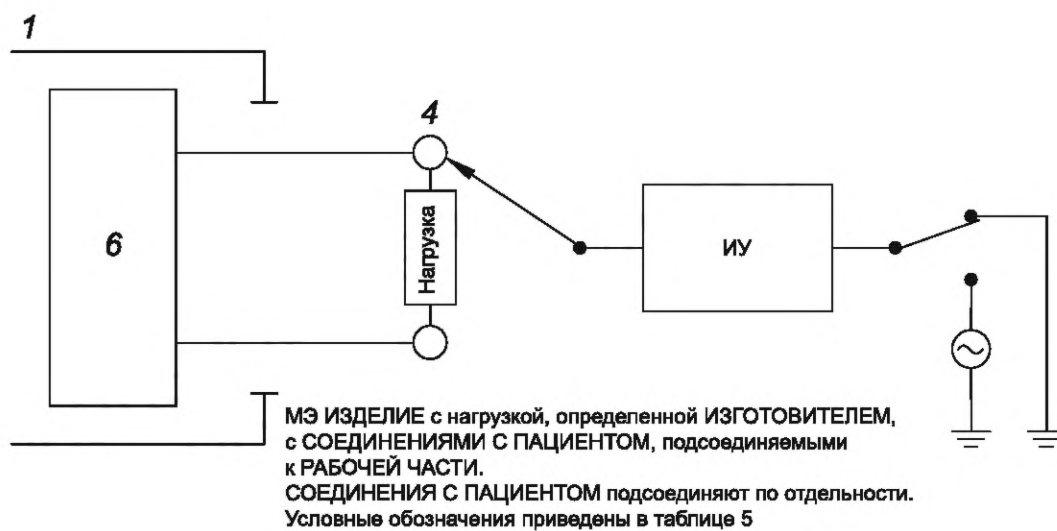 1
4
6
Нагрузка
ИУ
МЭ ИЗДЕЛИЕ с нагрузкой, определенной ИЗГОТОВИТЕЛЕМ,
с СОЕДИНЕНИЯМИ С ПАЦИЕНТОМ, подсоединяемыми
к РАБОЧЕЙ ЧАСТИ.
СОЕДИНЕНИЯ С ПАЦИЕНТОМ подсоединяют по отдельности.
Условные обозначения приведены в таблице 5